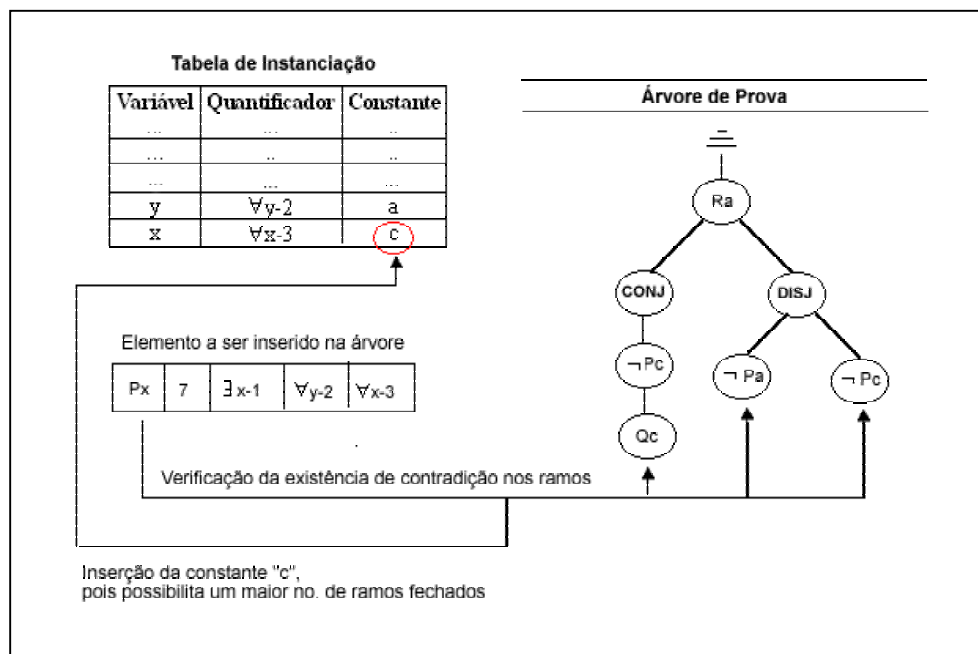 Tabela de Instanciação
Variável Quantificador Constante
... ... ..
... .. ..
... ... ...
y ∀y-2 a
x ∀x-3 c
Elemento a ser inserido na árvore
Px 7 ∃x-1 ∀y-2 ∀x-3
Verificação da existência de contradição nos ramos
Inserção da constante "c",
pois possibilita um maior no. de ramos fechados
Árvore de Prova
Ra
CONJ DISJ
¬Pc ¬ Pa ¬ Pc
Qc